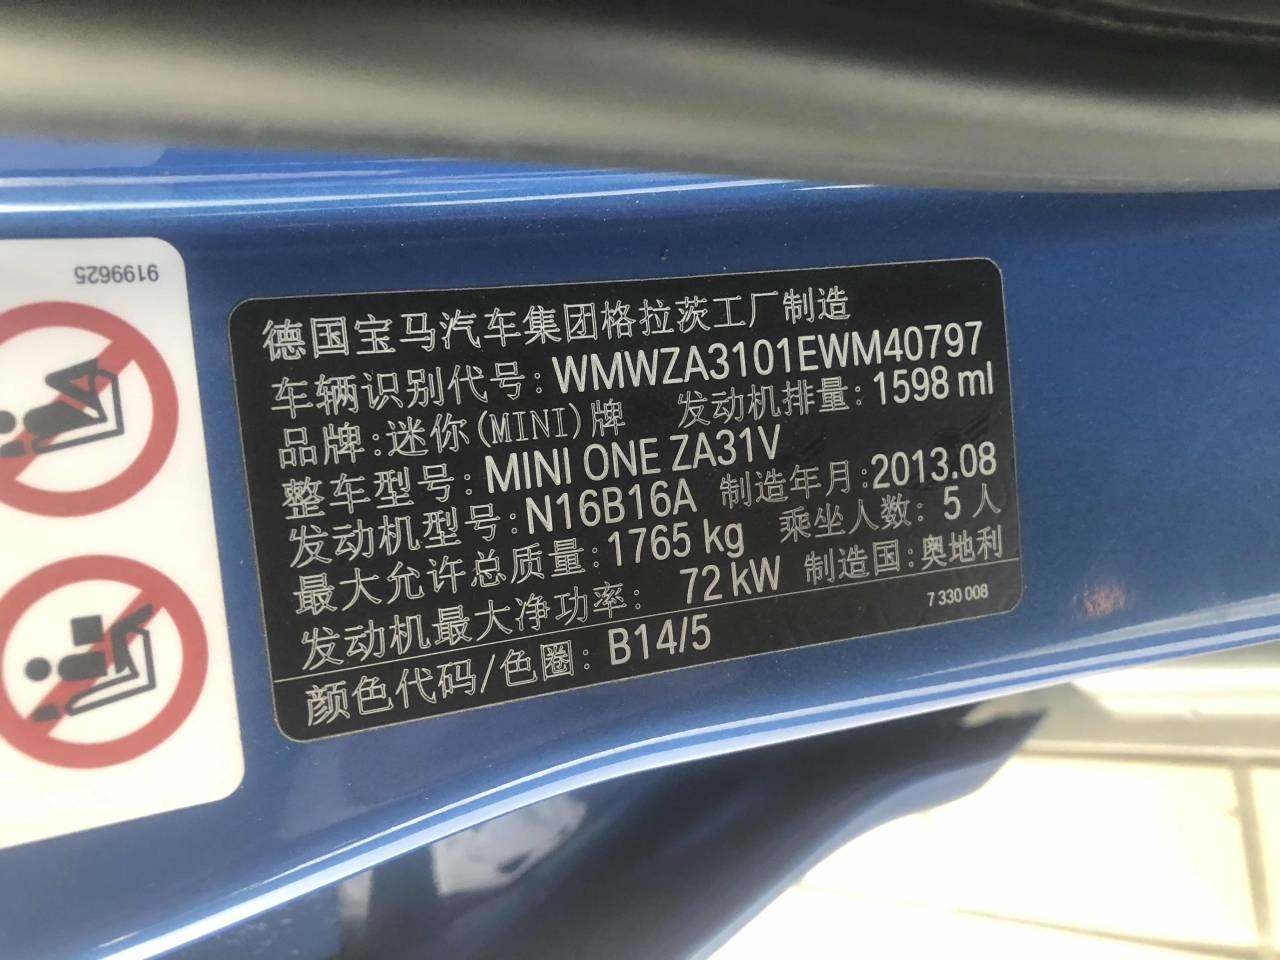 9199625
德国宝马汽车集团格拉茨工厂制造
车辆识别代号: WMWZA3101EWM40797
品牌:迷你(MINI)牌 发动机排量: 1598 ml
整车型号: MINI ONE ZA31V
发动机型号: N16B16A 制造年月: 2013.08
最大允许总质量: 1765 kg 乘坐人数: 5 人
发动机最大净功率: 72 kW 制造国: 奥地利
颜色代码/色圈: B14/5 7 330 008